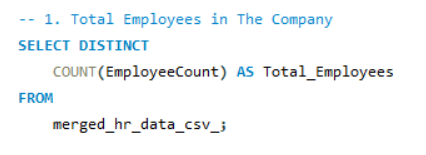 -- 1. Total Employees in The Company
SELECT DISTINCT
COUNT(EmployeeCount) AS Total_Employees
FROM
merged_hr_data_csv_;